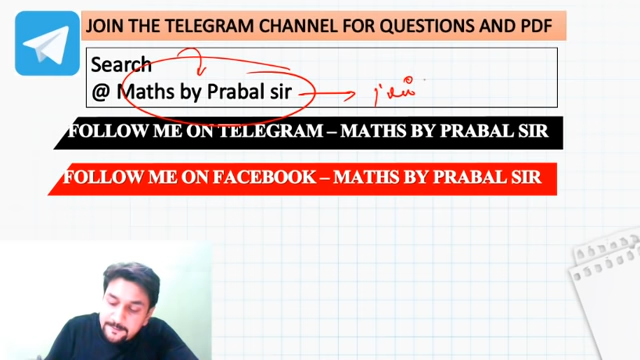 JOIN THE TELEGRAM CHANNEL FOR QUESTIONS AND PDF
Search
@ Maths by Prabal sir
FOLLOW ME ON TELEGRAM – MATHS BY PRABAL SIR
FOLLOW ME ON FACEBOOK – MATHS BY PRABAL SIR